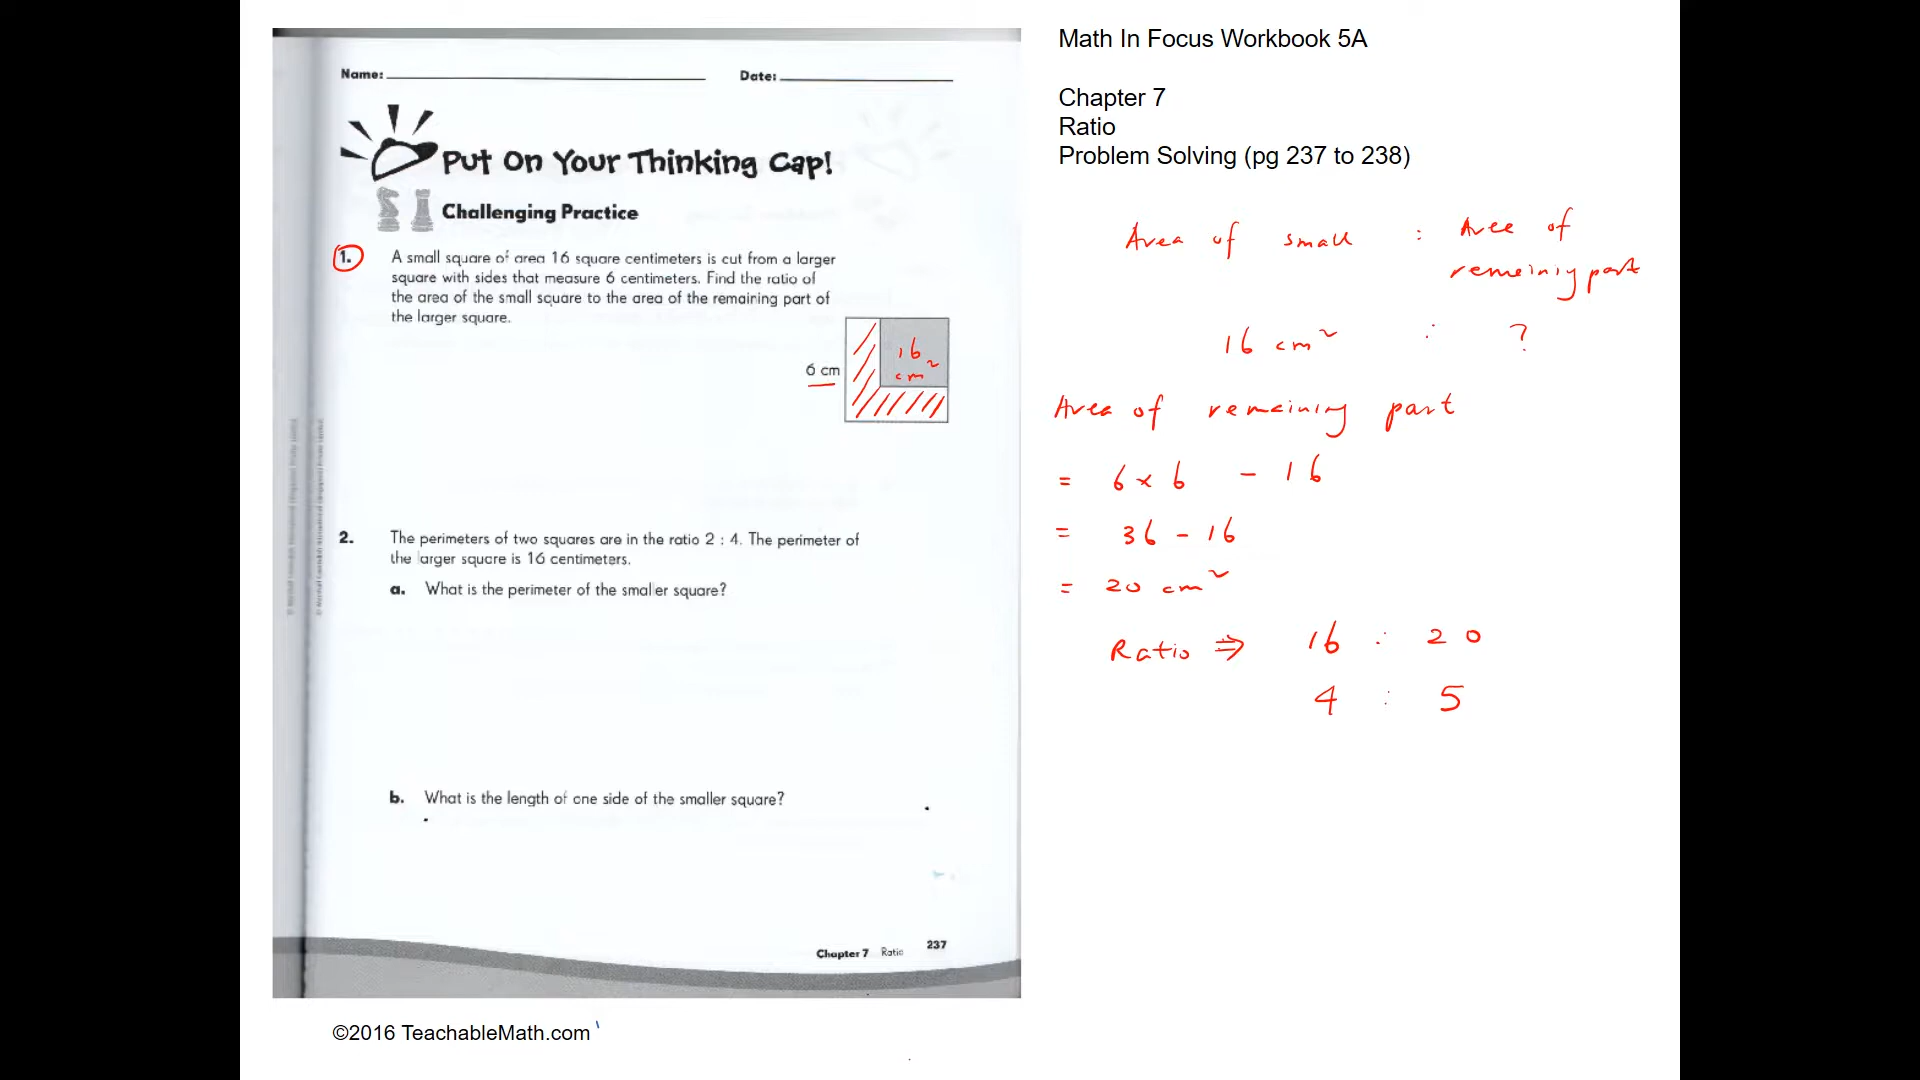 Name:
Date:
Put On Your Thinking Cap!
Challenging Practice
1. A small square of area 16 square centimeters is cut from a larger
square with sides that measure 6 centimeters. Find the ratio of
the area of the small square to the area of the remaining part of
the larger square.
16
cm²
6 cm
2. The perimeters of two squares are in the ratio 2 : 4. The perimeter of
the larger square is 16 centimeters.
a. What is the perimeter of the smaller square?
b. What is the length of one side of the smaller square?
Chapter 7 Ratio 237
©2016 TeachableMath.com
Math In Focus Workbook 5A
Chapter 7
Ratio
Problem Solving (pg 237 to 238)
Area of small : Area of
remaining part
16 cm² : ?
Area of remaining part
= 6 × 6 - 16
= 36 - 16
= 20 cm²
Ratio ⇒ 16 : 20
4 : 5